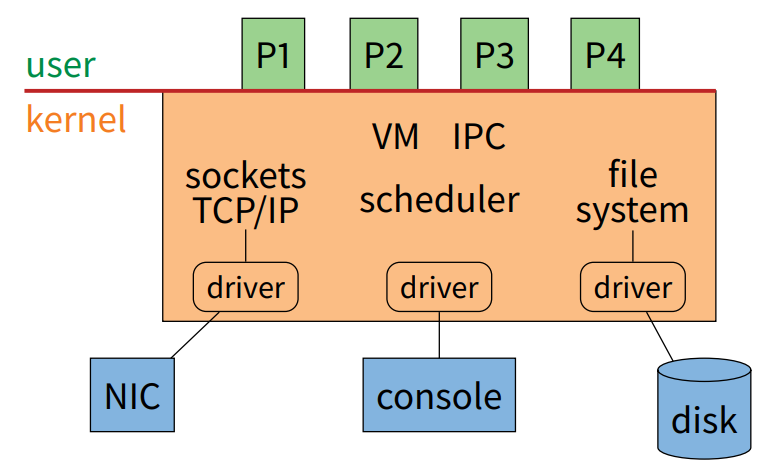 P1
P2
P3
P4
user
kernel
VM IPC
sockets
TCP/IP
scheduler
file
system
driver
driver
driver
NIC
console
disk